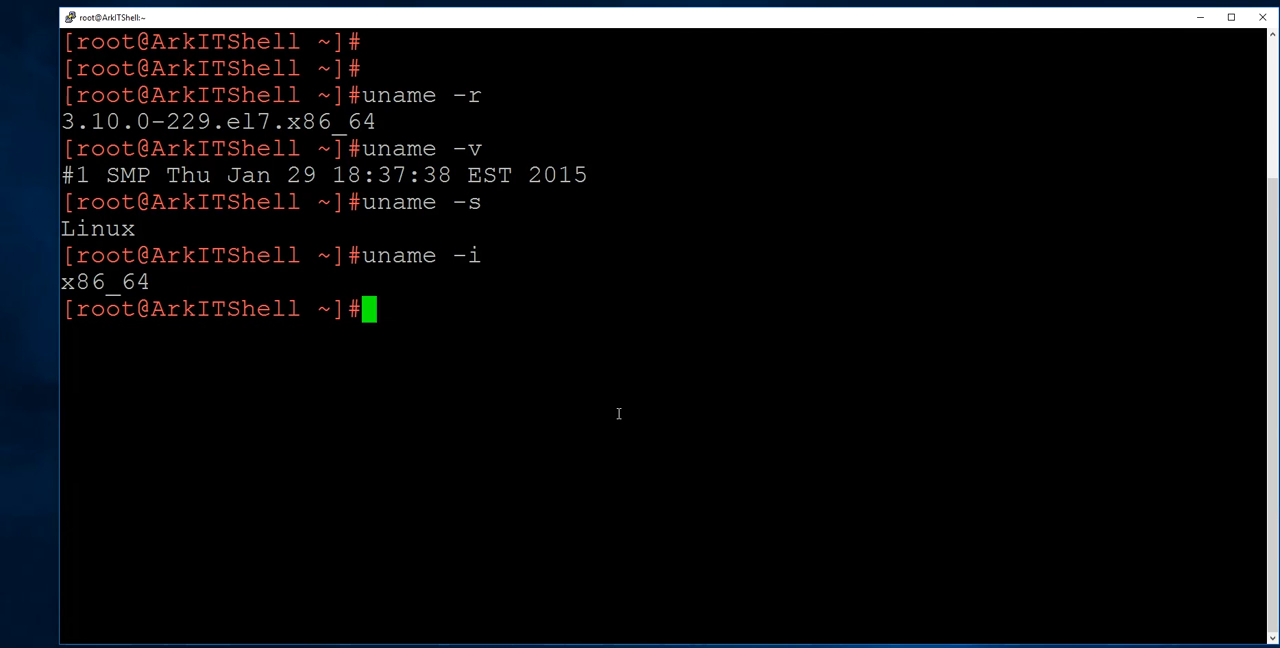 root@ArkITShell:~
[root@ArkITShell ~]#
[root@ArkITShell ~]#
[root@ArkITShell ~]#uname -r
3.10.0-229.el7.x86_64
[root@ArkITShell ~]#uname -v
#1 SMP Thu Jan 29 18:37:38 EST 2015
[root@ArkITShell ~]#uname -s
Linux
[root@ArkITShell ~]#uname -i
x86_64
[root@ArkITShell ~]#